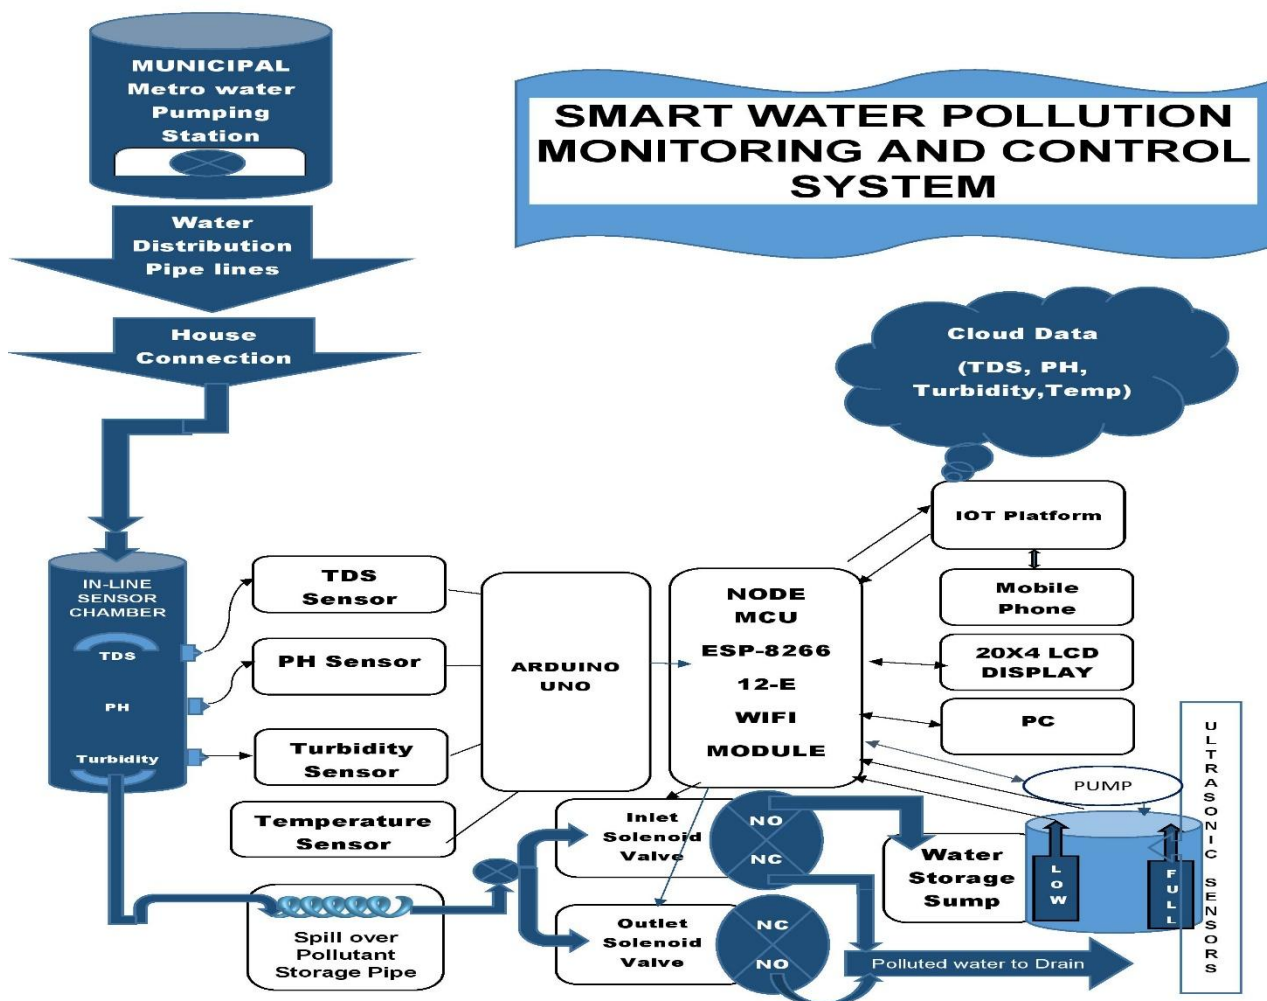 MUNICIPAL
Metro water
Pumping
Station
SMART WATER POLLUTION
MONITORING AND CONTROL
SYSTEM
Water
Distribution
Pipe lines
House
Connection
Cloud Data
(TDS, PH,
Turbidity,Temp)
IN-LINE
SENSOR
CHAMBER
TDS
PH
Turbidity
TDS
Sensor
PH Sensor
Turbidity
Sensor
Temperature
Sensor
ARDUINO
UNO
NODE
MCU
ESP-8266
12-E
WIFI
MODULE
IOT Platform
Mobile
Phone
20X4 LCD
DISPLAY
PC
PUMP
ULTRASONIC SENSORS
LOW
FULL
Water
Storage
Sump
Inlet
Solenoid
Valve
NO
NC
Outlet
Solenoid
Valve
NC
NO
Spill over
Pollutant
Storage Pipe
Polluted water to Drain